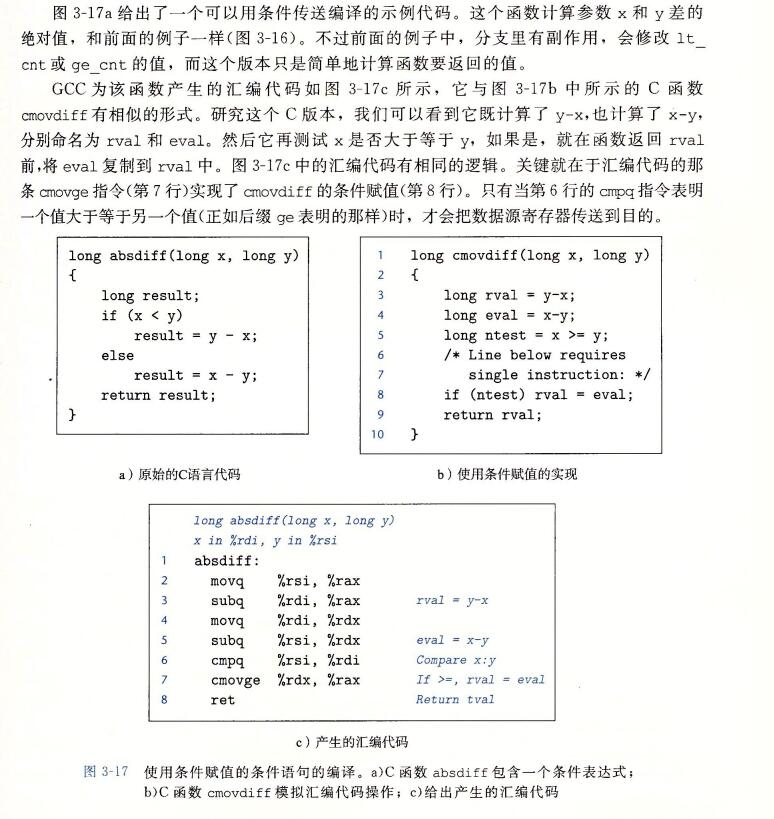 图 3-17a 给出了一个可以用条件传送编译的示例代码。这个函数计算参数 x 和 y 差的
绝对值，和前面的例子一样(图 3-16)。不过前面的例子中，分支里有副作用，会修改 lt_
cnt 或 ge_cnt 的值，而这个版本只是简单地计算函数要返回的值。
GCC 为该函数产生的汇编代码如图 3-17c 所示，它与图 3-17b 中所示的 C 函数
cmovdiff 有相似的形式。研究这个 C 版本，我们可以看到它既计算了 y-x,也计算了 x-y,
分别命名为 rval 和 eval。然后它再测试 x 是否大于等于 y，如果是，就在函数返回 rval
前,将 eval 复制到 rval 中。图 3-17c 中的汇编代码有相同的逻辑。关键就在于汇编代码的那
条 cmovge 指令(第 7 行)实现了 cmovdiff 的条件赋值(第 8 行)。只有当第 6 行的 cmpq 指令表明
一个值大于等于另一个值(正如后缀 ge 表明的那样)时，才会把数据源寄存器传送到目的。
long absdiff(long x, long y)
{
    long result;
    if (x < y)
        result = y - x;
    else
        result = x - y;
    return result;
}
a）原始的C语言代码
1 long cmovdiff(long x, long y)
2 {
3     long rval = y-x;
4     long eval = x-y;
5     long ntest = x >= y;
6     /* Line below requires
7        single instruction: */
8     if (ntest) rval = eval;
9     return rval;
10 }
b）使用条件赋值的实现
long absdiff(long x, long y)
x in %rdi, y in %rsi
1 absdiff:
2   movq    %rsi, %rax
3   subq    %rdi, %rax    rval = y-x
4   movq    %rdi, %rdx
5   subq    %rsi, %rdx    eval = x-y
6   cmpq    %rsi, %rdi    Compare x:y
7   cmovge  %rdx, %rax    If >=, rval = eval
8   ret    Return tval
c）产生的汇编代码
图 3-17 使用条件赋值的条件语句的编译。a)C 函数 absdiff 包含一个条件表达式；
b)C 函数 cmovdiff 模拟汇编代码操作；c)给出产生的汇编代码